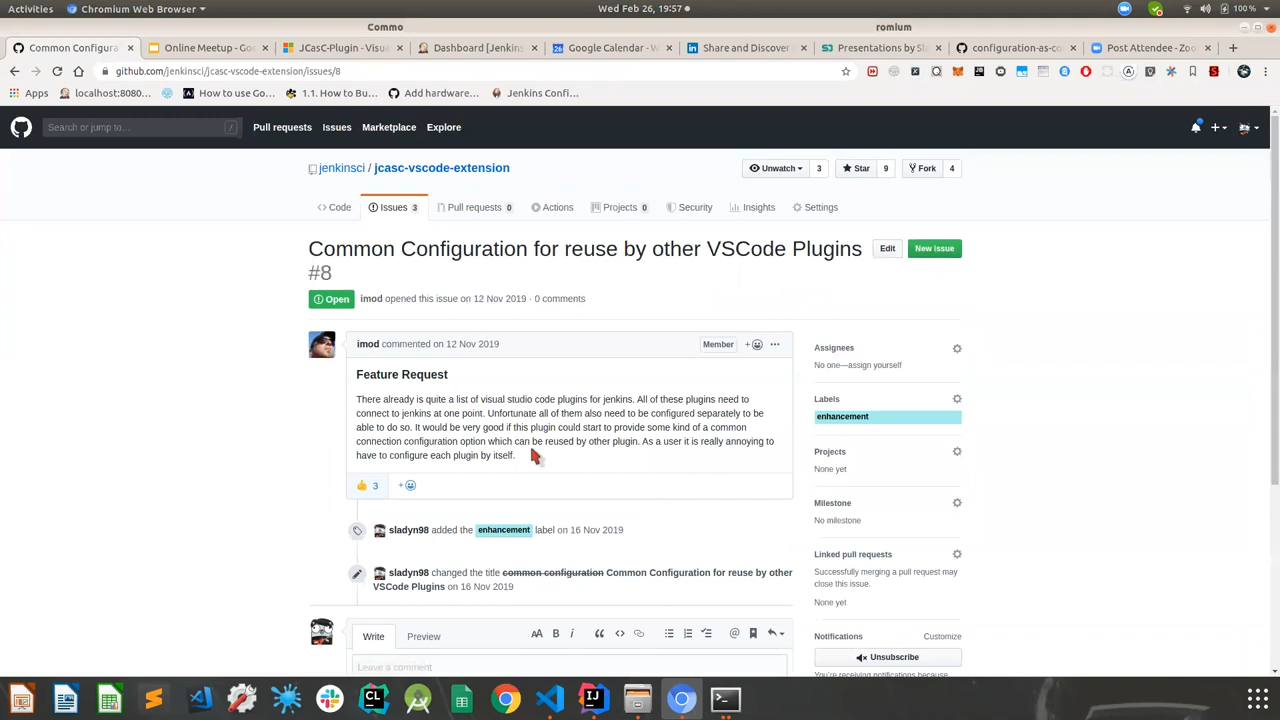 Activities
Chromium Web Browser
Wed Feb 26, 19:57
100 %
Commo
romium
Common Configura
Online Meetup - Go
JCasC-Plugin - Visua
Dashboard [Jenkins
Google Calendar - W
Share and Discover
Presentations by Sl
configuration-as-co
Post Attendee - Zoo
github.com/jenkinsci/jcasc-vscode-extension/issues/8
Apps
localhost:8080...
How to use Go...
1.1. How to Bu...
Add hardware...
Jenkins Confi...
Search or jump to...
/
Pull requests
Issues
Marketplace
Explore
jenkinsci / jcasc-vscode-extension
Unwatch 3
Star 9
Fork 4
Code
Issues 3
Pull requests 0
Actions
Projects 0
Security
Insights
Settings
Common Configuration for reuse by other VSCode Plugins
#8
Edit
New issue
Open
imod opened this issue on 12 Nov 2019 · 0 comments
imod commented on 12 Nov 2019
Member
Feature Request
There already is quite a list of visual studio code plugins for jenkins. All of these plugins need to
connect to jenkins at one point. Unfortunate all of them also need to be configured separately to be
able to do so. It would be very good if this plugin could start to provide some kind of a common
connection configuration option which can be reused by other plugin. As a user it is really annoying to
have to configure each plugin by itself.
3
sladyn98 added the enhancement label on 16 Nov 2019
sladyn98 changed the title common configuration Common Configuration for reuse by other
VSCode Plugins on 16 Nov 2019
Write
Preview
Leave a comment
Assignees
No one—assign yourself
Labels
enhancement
Projects
None yet
Milestone
No milestone
Linked pull requests
Successfully merging a pull request may
close this issue.
None yet
Notifications
Customize
Unsubscribe
You're receiving notifications because